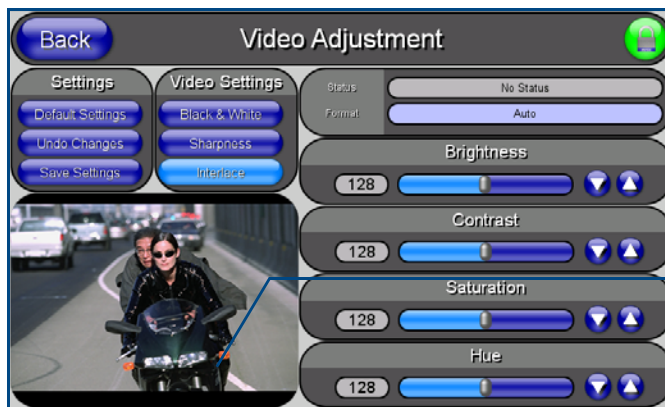 Back
Video Adjustment
Settings
Default Settings
Undo Changes
Save Settings
Video Settings
Black & White
Sharpness
Interlace
Status
No Status
Format
Auto
Brightness
128
Contrast
128
Saturation
128
Hue
128